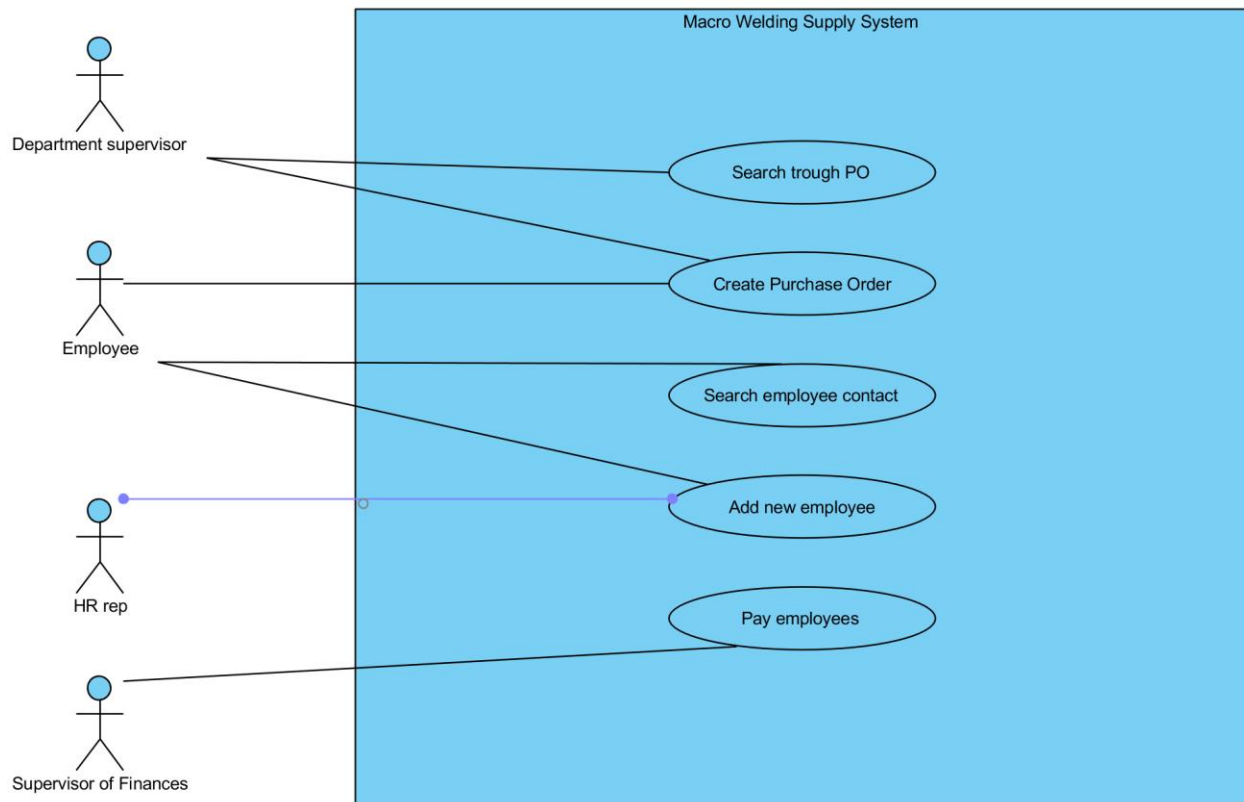 Macro Welding Supply System
Department supervisor
Search trough PO
Create Purchase Order
Employee
Search employee contact
Add new employee
HR rep
Pay employees
Supervisor of Finances